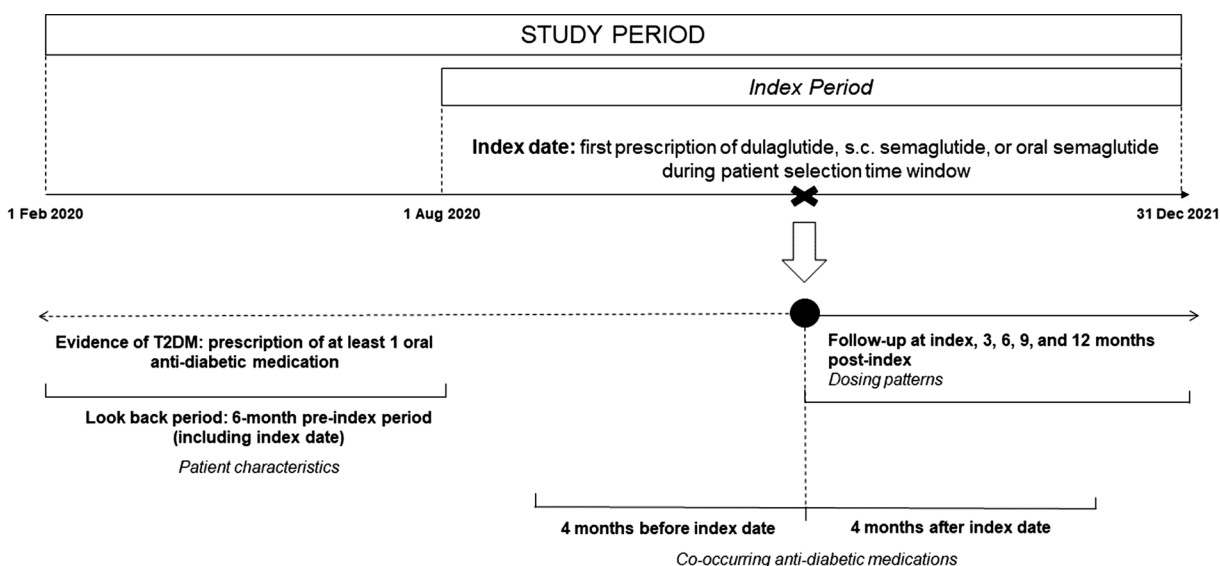 STUDY PERIOD
Index Period
Index date: first prescription of dulaglutide, s.c. semaglutide, or oral semaglutide
during patient selection time window
1 Feb 2020
1 Aug 2020
31 Dec 2021
Evidence of T2DM: prescription of at least 1 oral
anti-diabetic medication
Follow-up at index, 3, 6, 9, and 12 months
post-index
Dosing patterns
Look back period: 6-month pre-index period
(including index date)
Patient characteristics
4 months before index date
4 months after index date
Co-occurring anti-diabetic medications